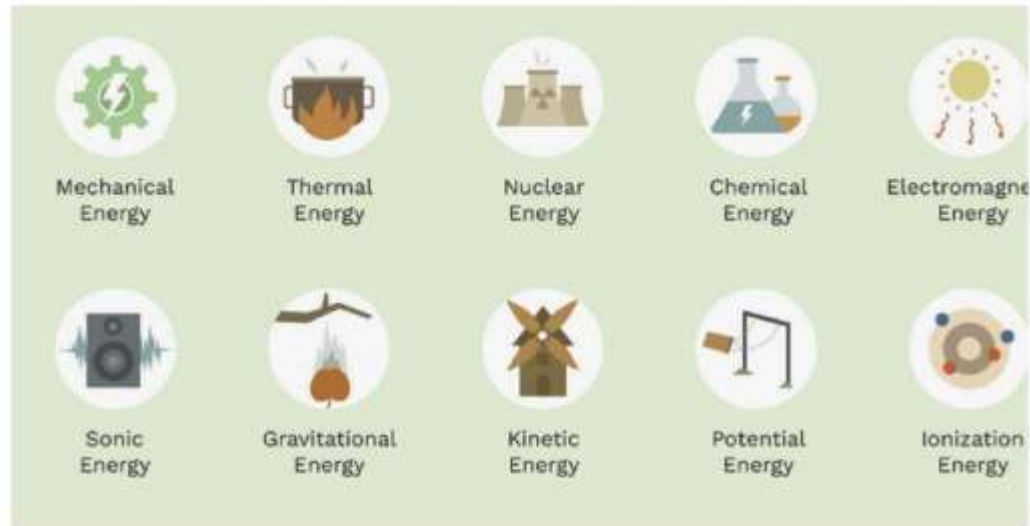 Mechanical
Energy
Thermal
Energy
Nuclear
Energy
Chemical
Energy
Electromagne
Energy
Sonic
Energy
Gravitational
Energy
Kinetic
Energy
Potential
Energy
Ionization
Energy